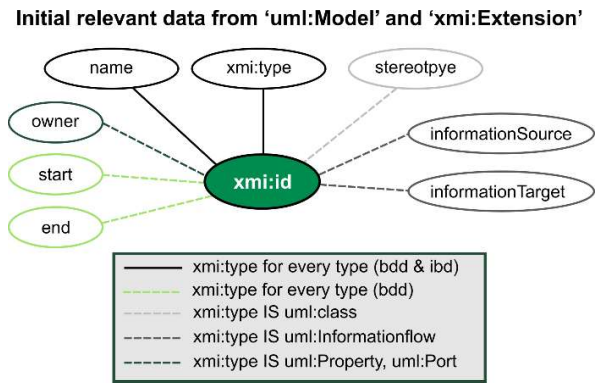 Initial relevant data from ‘uml:Model’ and ‘xmi:Extension’
name
xmi:type
stereotpye
owner
informationSource
start
xmi:id
informationTarget
end
xmi:type for every type (bdd & ibd)
xmi:type for every type (bdd)
xmi:type IS uml:class
xmi:type IS uml:Informationflow
xmi:type IS uml:Property, uml:Port